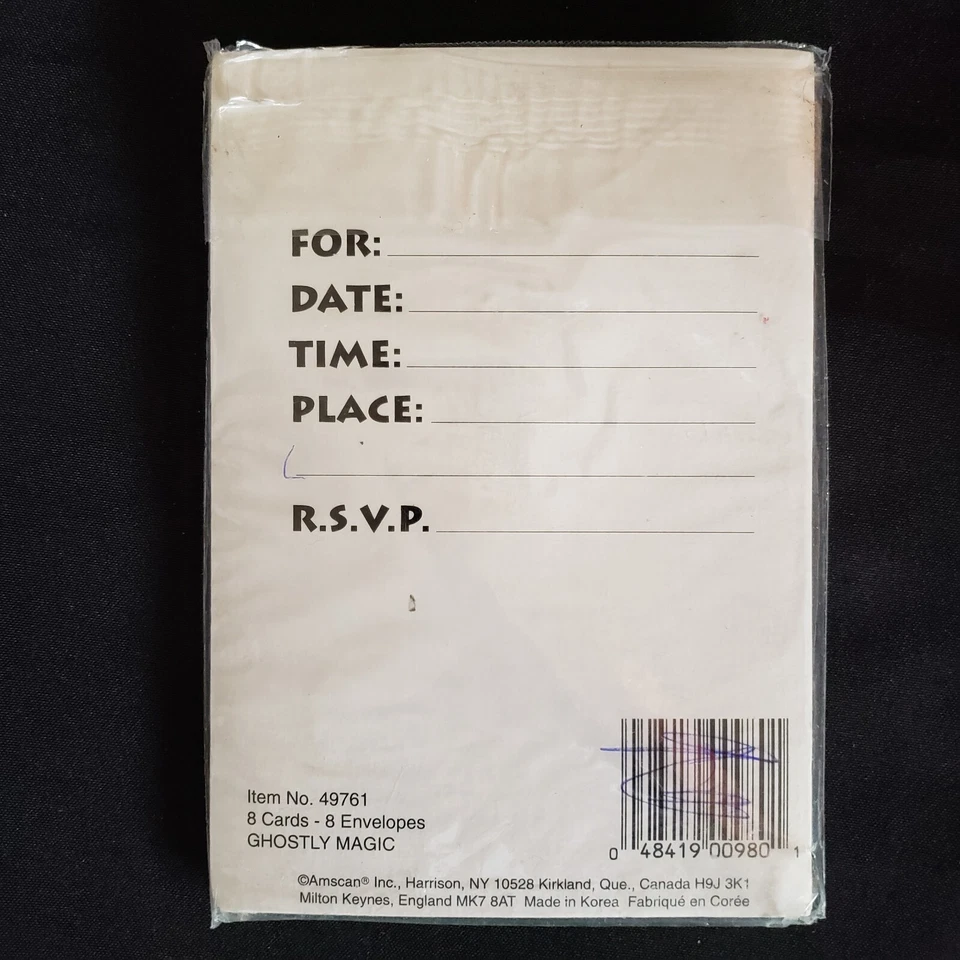 FOR:
DATE:
TIME:
PLACE:
R.S.V.P.
Item No. 49761
8 Cards - 8 Envelopes
GHOSTLY MAGIC
0 48419 00980 1
©Amscan® Inc., Harrison, NY 10528 Kirkland, Que., Canada H9J 3K1
Milton Keynes, England MK7 8AT Made in Korea Fabriqué en Corée